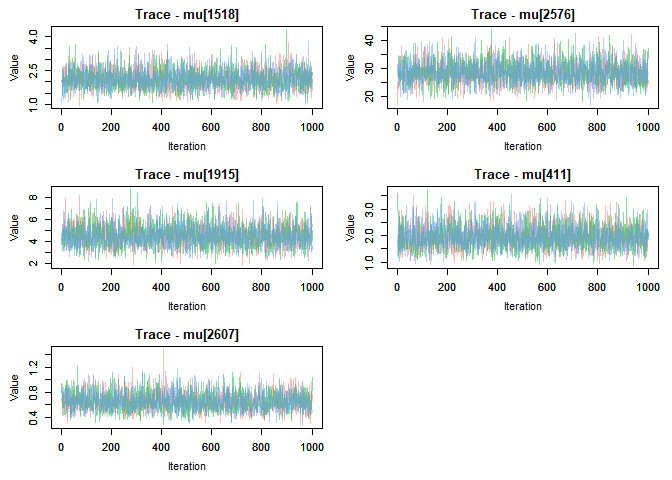 Trace - mu[1518]
Value
1.0 2.5 4.0
0 200 400 600 800 1000
Iteration
Trace - mu[2576]
Value
20 30 40
0 200 400 600 800 1000
Iteration
Trace - mu[1915]
Value
2 4 6 8
0 200 400 600 800 1000
Iteration
Trace - mu[411]
Value
1.0 2.0 3.0
0 200 400 600 800 1000
Iteration
Trace - mu[2607]
Value
0.4 0.8 1.2
0 200 400 600 800 1000
Iteration